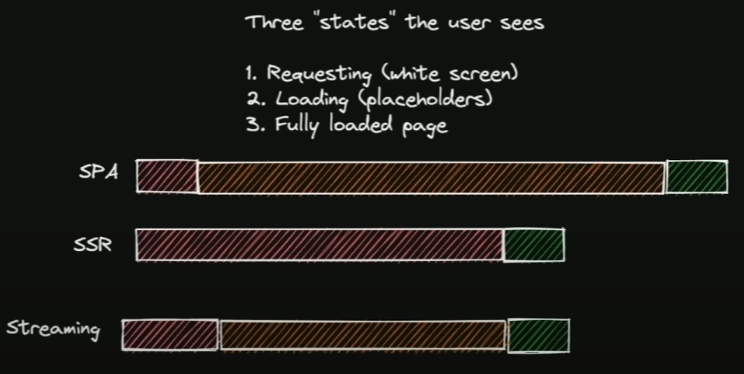 Three "states" the user sees
1. Requesting (white screen)
2. Loading (placeholders)
3. Fully loaded page
SPA
SSR
Streaming